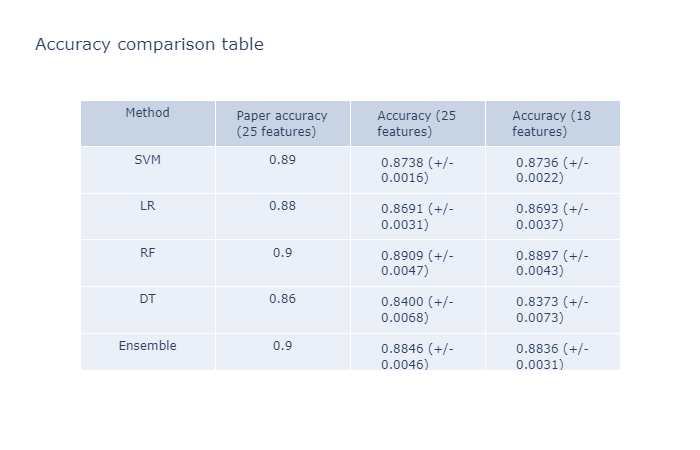 Accuracy comparison table
Method
Paper accuracy
(25 features)
Accuracy (25
features)
Accuracy (18
features)
SVM
0.89
0.8738 (+/-
0.0016)
0.8736 (+/-
0.0022)
LR
0.88
0.8691 (+/-
0.0031)
0.8693 (+/-
0.0037)
RF
0.9
0.8909 (+/-
0.0047)
0.8897 (+/-
0.0043)
DT
0.86
0.8400 (+/-
0.0068)
0.8373 (+/-
0.0073)
Ensemble
0.9
0.8846 (+/-
0.0046)
0.8836 (+/-
0.0031)